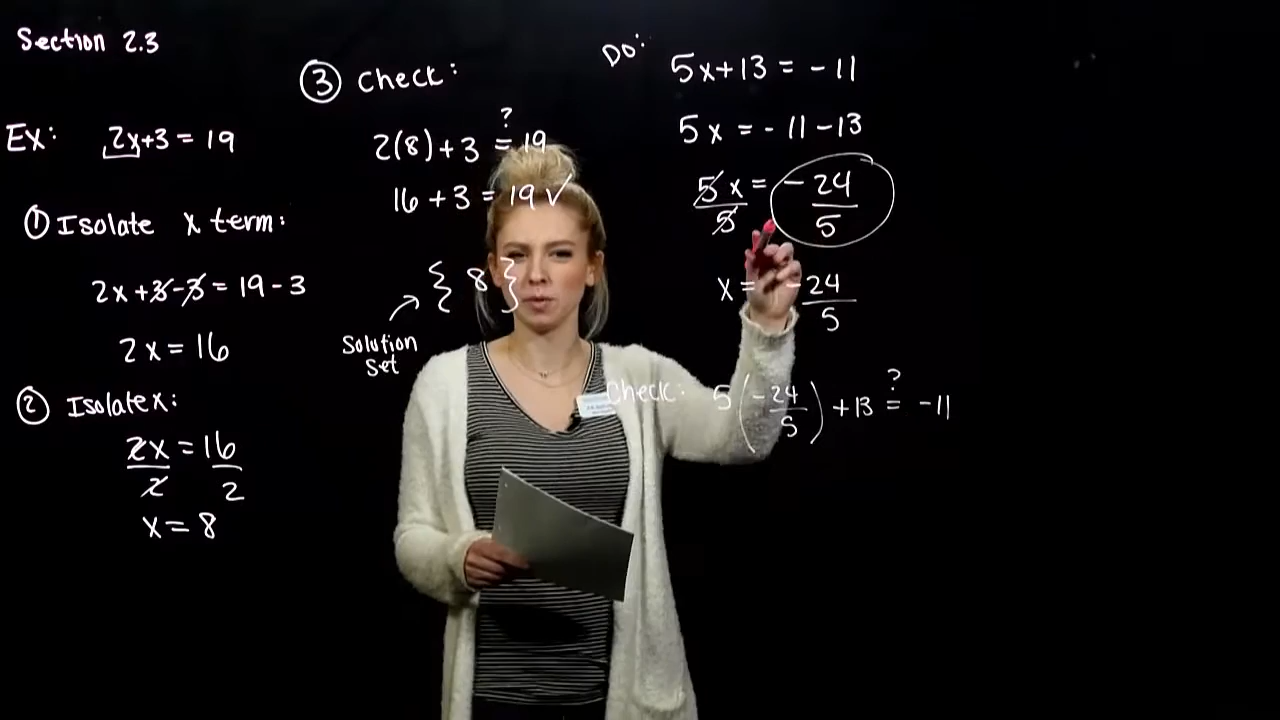 Section 2.3
Ex: 2x+3 = 19
① Isolate x term:
2x+3-3 = 19-3
2x = 16
② Isolate x:
2x = 16
2 2
x = 8
③ Check:
?
2(8)+3 = 19
16 + 3 = 19 ✓
{ 8 }
Solution
set
Do:
5x+13 = -11
5x = -11-13
5x = -24
5 5
x = -24
5
Check: 5(-24/5) +13 ?= -11